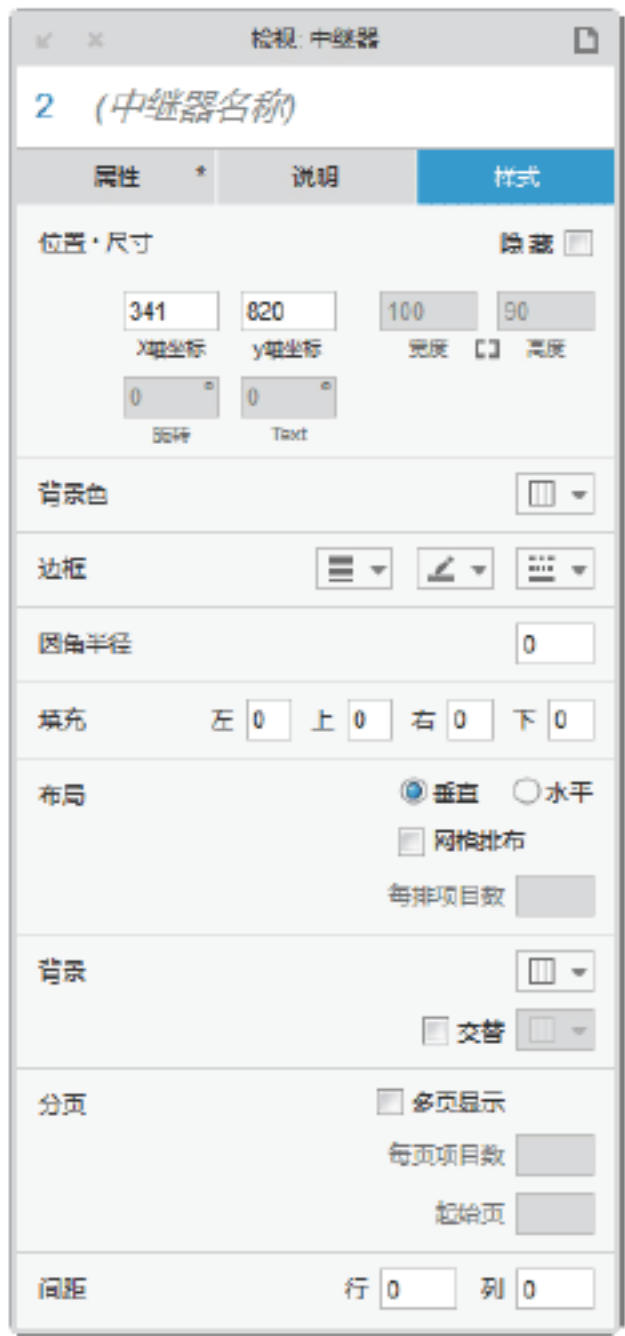 检视: 中继器
2 (中继器名称)
属性 * 说明 样式
位置·尺寸 隐藏
341 820 100 90
X轴坐标 y轴坐标 宽度 高度
0 ° 0 °
旋转 Text
背景色
边框
圆角半径 0
填充 左 0 上 0 右 0 下 0
布局 垂直 水平
网格排布
每排项目数
背景
交替
分页 多页显示
每页项目数
起始页
间距 行 0 列 0